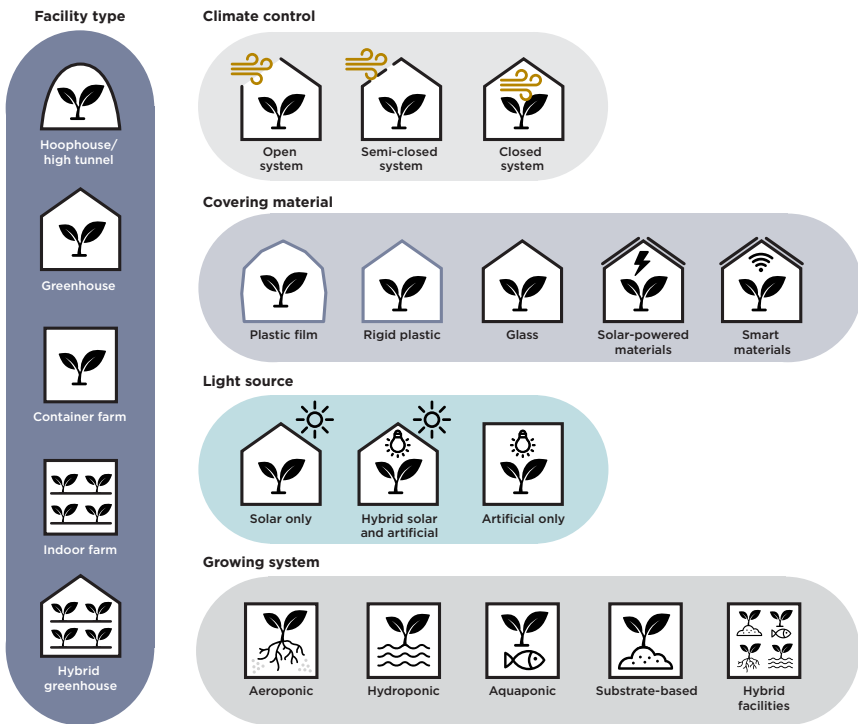 Facility type
Hoophouse/
high tunnel
Greenhouse
Container farm
Indoor farm
Hybrid
greenhouse
Climate control
Open
system
Semi-closed
system
Closed
system
Covering material
Plastic film
Rigid plastic
Glass
Solar-powered
materials
Smart
materials
Light source
Solar only
Hybrid solar
and artificial
Artificial only
Growing system
Aeroponic
Hydroponic
Aquaponic
Substrate-based
Hybrid
facilities